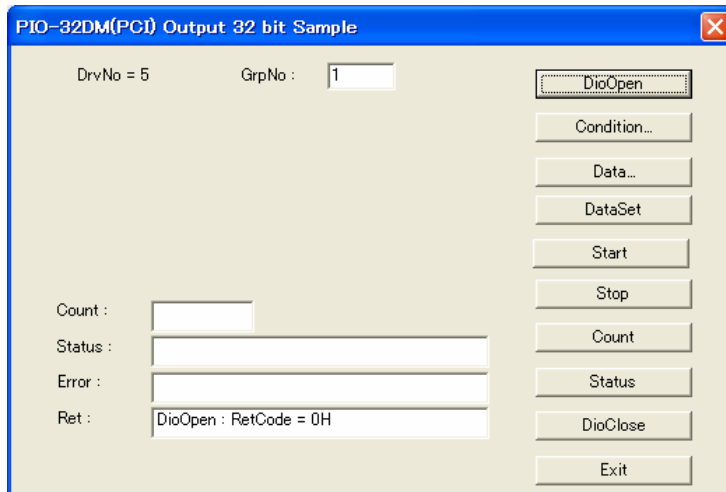 PIO-32DM(PCI) Output 32 bit Sample
DrvNo = 5
GrpNo :
1
DioOpen
Condition...
Data...
DataSet
Start
Stop
Count :
Count
Status :
Status
Error :
Ret :
DioOpen : RetCode = 0H
DioClose
Exit